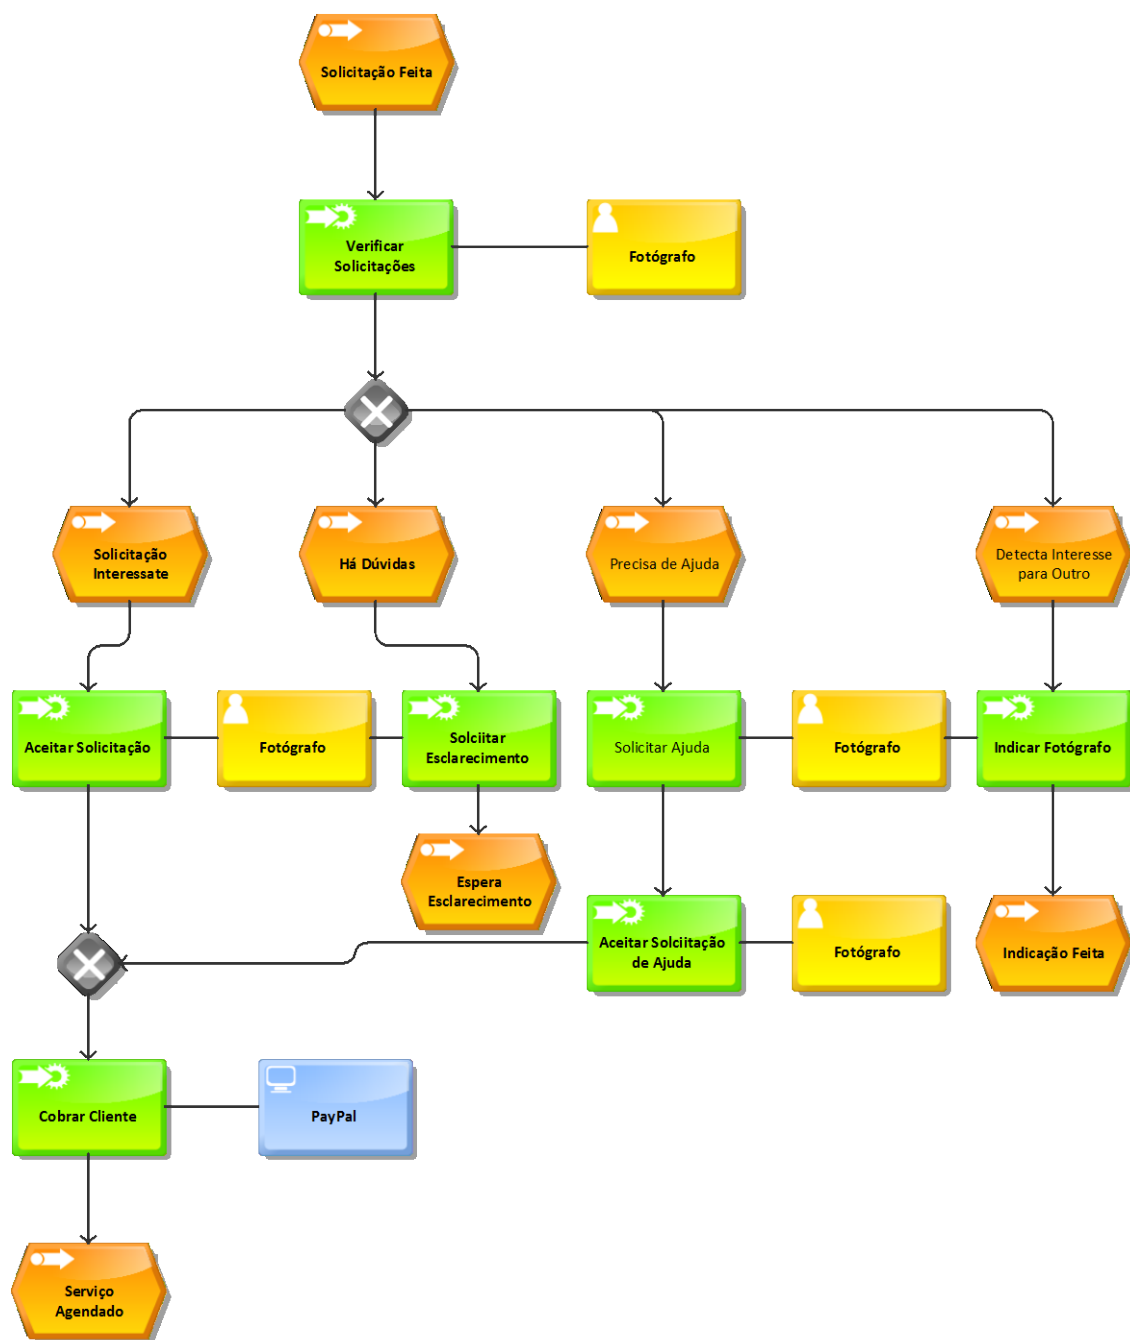 Solicitação Feita
Verificar
Solicitações
Fotógrafo
Solicitação
Interessate
Há Dúvidas
Precisa de Ajuda
Detecta Interesse
para Outro
Aceitar Solicitação
Fotógrafo
Solciitar
Esclarecimento
Solicitar Ajuda
Fotógrafo
Indicar Fotógrafo
Espera
Esclarecimento
Aceitar Solciitação
de Ajuda
Fotógrafo
Indicação Feita
Cobrar Cliente
PayPal
Serviço
Agendado